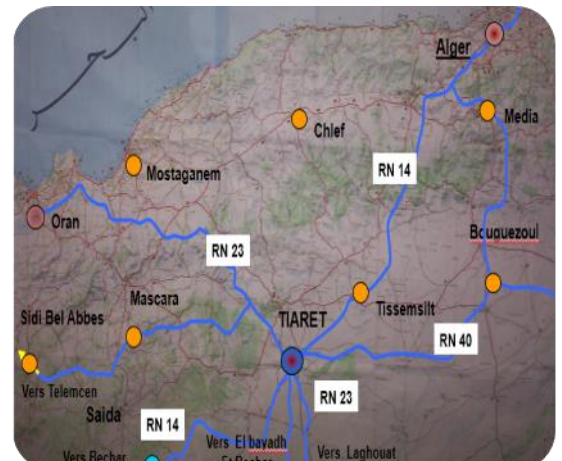 Alger
Media
Chlef
RN 14
Mostaganem
Oran
Bouguezoul
RN 23
Mascara
Tissemsilt
Sidi Bel Abbes
TIARET
RN 40
Vers Telemcen
RN 23
Saida
RN 14
Vers El bayadh
Vers Laghouat
Vers Bechar